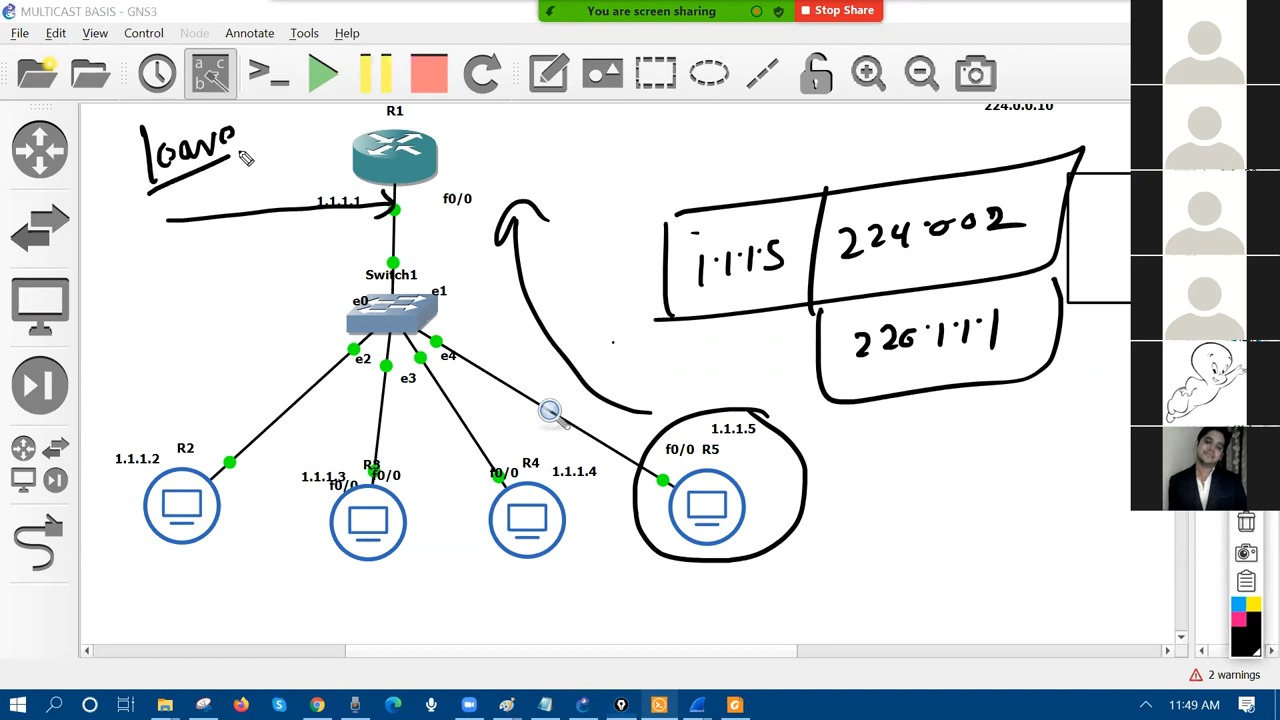 MULTICAST BASIS - GNS3
You are screen sharing
Stop Share
File Edit View Control Node Annotate Tools Help
224.0.0.10
R1
leave
1.1.1.1
f0/0
1.1.1.5 224.002
226.1.1.1
Switch1
e0 e1
e2 e3 e4
1.1.1.5
f0/0 R5
R2
1.1.1.2
R3
1.1.1.3
f0/0 f0/0
R4
f0/0 1.1.1.4
2 warnings
11:49 AM